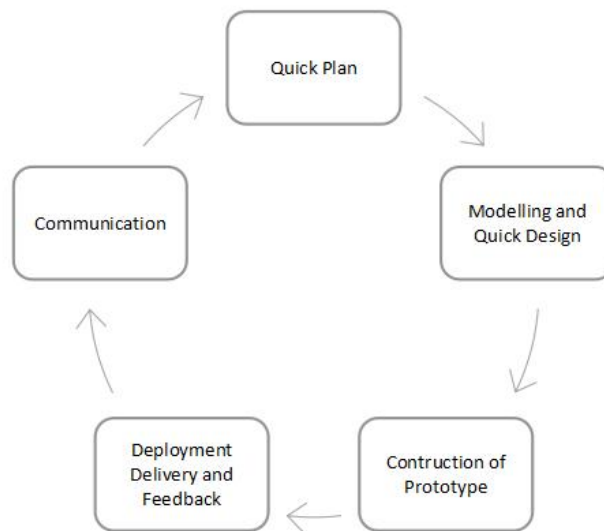 Quick Plan
Modelling and
Quick Design
Contruction of
Prototype
Deployment
Delivery and
Feedback
Communication